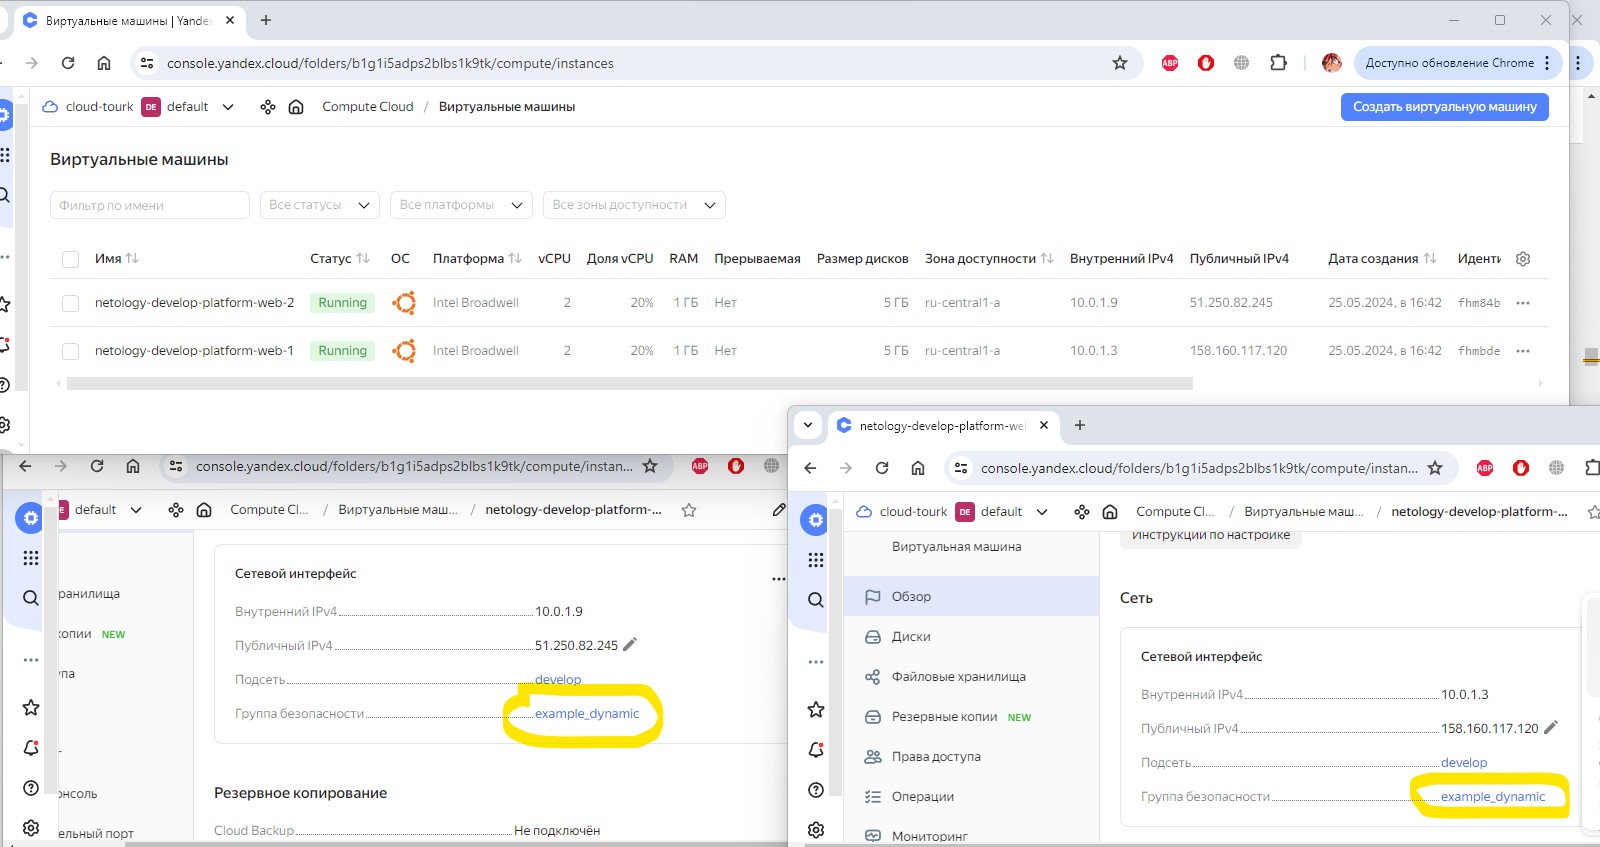 Виртуальные машины | Yande
console.yandex.cloud/folders/b1g1i5adps2blbs1k9tk/compute/instances
ABP
Доступно обновление Chrome
cloud-tourk DE default Compute Cloud / Виртуальные машины
Создать виртуальную машину
Виртуальные машины
Фильтр по имени Все статусы Все платформы Все зоны доступности
Имя Статус ОС Платформа vCPU Доля vCPU RAM Прерываемая Размер дисков Зона доступности Внутренний IPv4 Публичный IPv4 Дата создания Иденти
netology-develop-platform-web-2 Running Intel Broadwell 2 20% 1 ГБ Нет 5 ГБ ru-central1-a 10.0.1.9 51.250.82.245 25.05.2024, в 16:42 fhm84b
netology-develop-platform-web-1 Running Intel Broadwell 2 20% 1 ГБ Нет 5 ГБ ru-central1-a 10.0.1.3 158.160.117.120 25.05.2024, в 16:42 fhmbde
console.yandex.cloud/folders/b1g1i5adps2blbs1k9tk/compute/instan...
ABP
default Compute Cl... / Виртуальные маш... / netology-develop-platform-...
ранилища
копии NEW
упа
онсоль
ельный порт
Сетевой интерфейс
Внутренний IPv4 10.0.1.9
Публичный IPv4 51.250.82.245
Подсеть develop
Группа безопасности example_dynamic
Резервное копирование
Cloud Backup Не подключён
netology-develop-platform-we
console.yandex.cloud/folders/b1g1i5adps2blbs1k9tk/compute/instan...
ABP
cloud-tourk DE default Compute Cl... / Виртуальные маш... / netology-develop-platform-...
Виртуальная машина
Обзор
Диски
Файловые хранилища
Резервные копии NEW
Права доступа
Операции
Мониторинг
Инструкции по настройке
Сеть
Сетевой интерфейс
Внутренний IPv4 10.0.1.3
Публичный IPv4 158.160.117.120
Подсеть develop
Группа безопасности example_dynamic